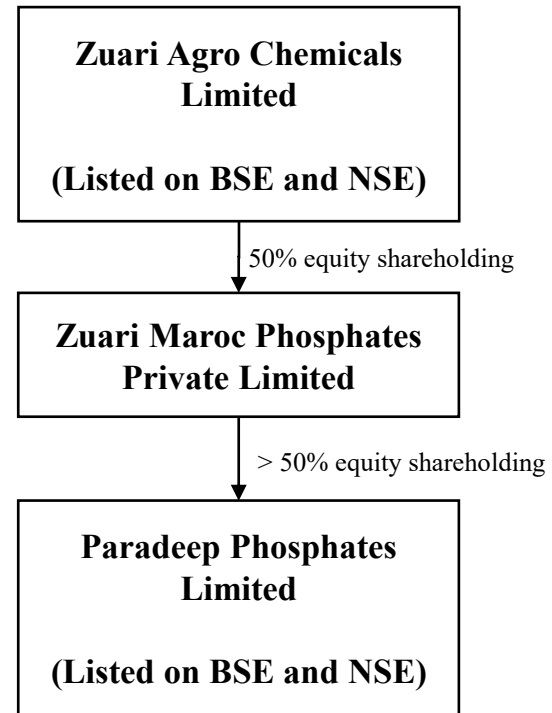 Zuari Agro Chemicals
Limited
(Listed on BSE and NSE)
50% equity shareholding
Zuari Maroc Phosphates
Private Limited
> 50% equity shareholding
Paradeep Phosphates
Limited
(Listed on BSE and NSE)